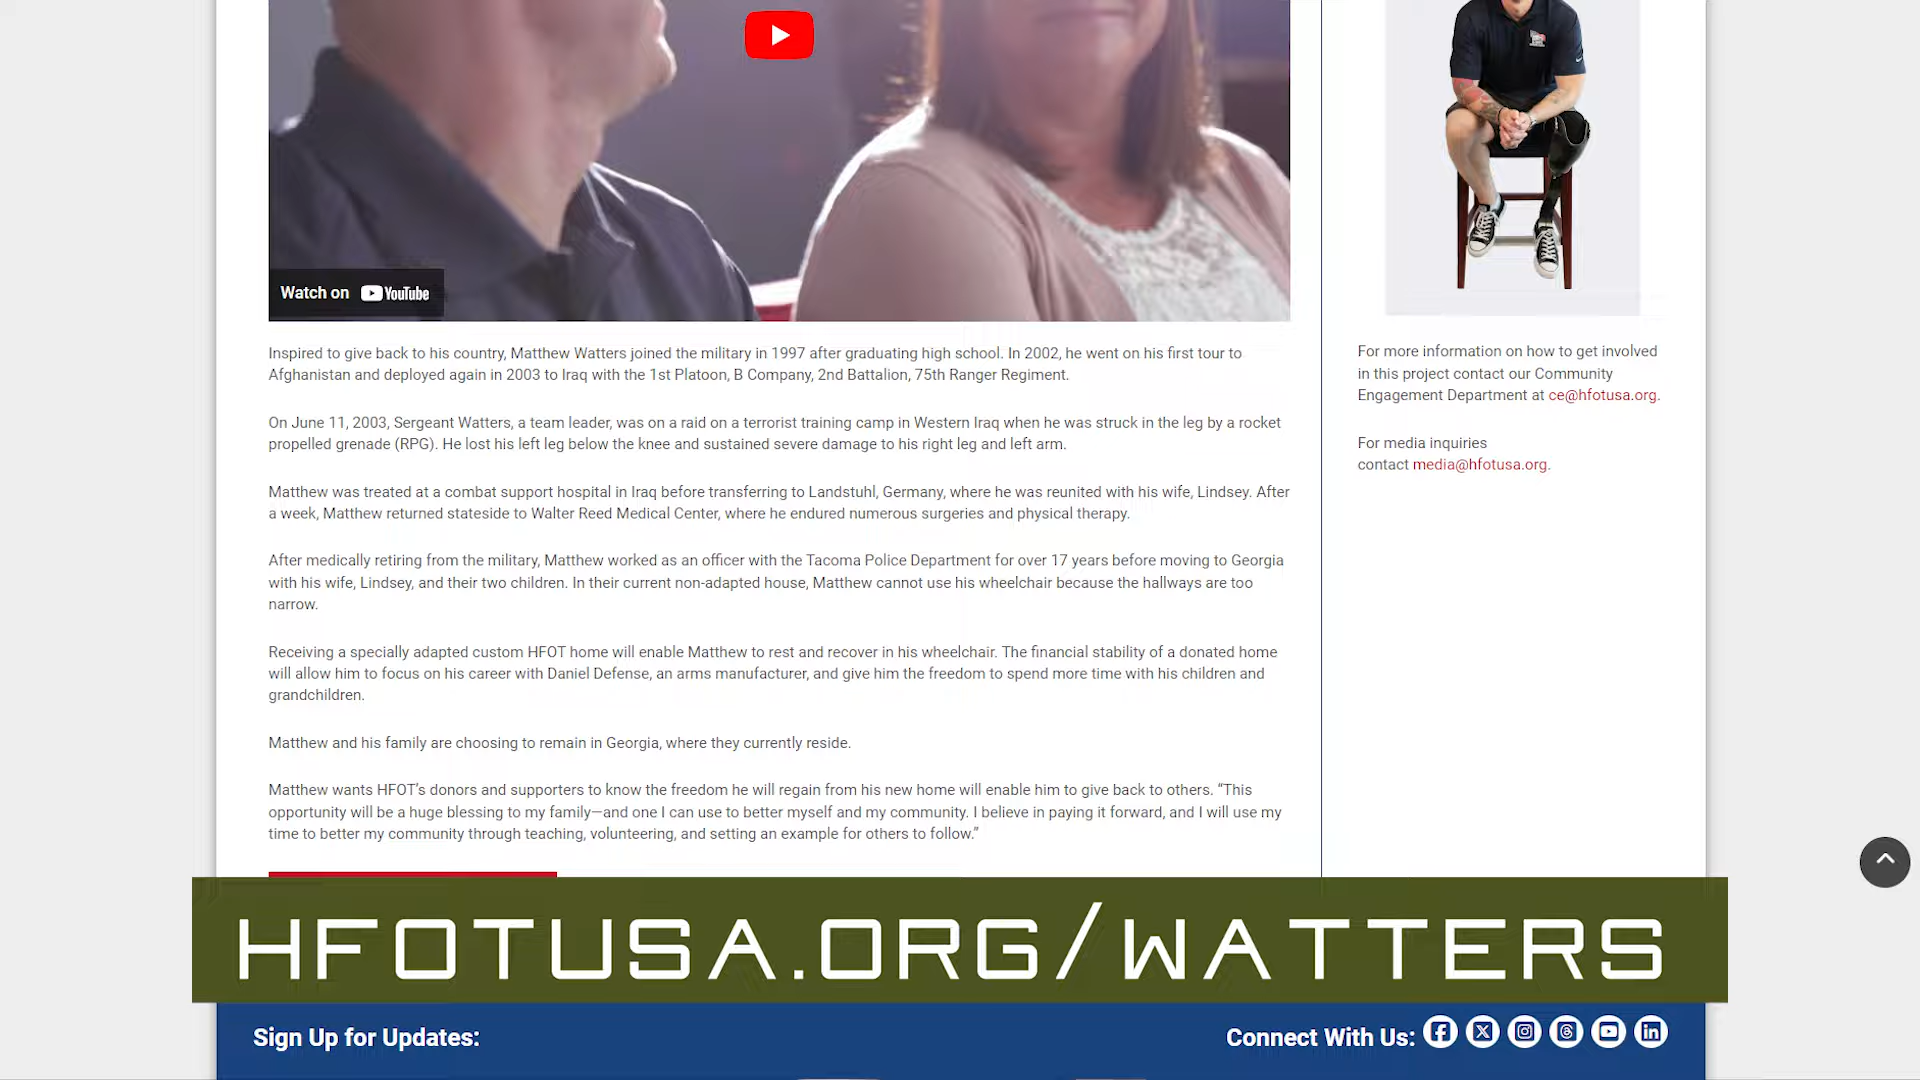 Watch on YouTube
Inspired to give back to his country, Matthew Watters joined the military in 1997 after graduating high school. In 2002, he went on his first tour to
Afghanistan and deployed again in 2003 to Iraq with the 1st Platoon, B Company, 2nd Battalion, 75th Ranger Regiment.
On June 11, 2003, Sergeant Watters, a team leader, was on a raid on a terrorist training camp in Western Iraq when he was struck in the leg by a rocket
propelled grenade (RPG). He lost his left leg below the knee and sustained severe damage to his right leg and left arm.
Matthew was treated at a combat support hospital in Iraq before transferring to Landstuhl, Germany, where he was reunited with his wife, Lindsey. After
a week, Matthew returned stateside to Walter Reed Medical Center, where he endured numerous surgeries and physical therapy.
After medically retiring from the military, Matthew worked as an officer with the Tacoma Police Department for over 17 years before moving to Georgia
with his wife, Lindsey, and their two children. In their current non-adapted house, Matthew cannot use his wheelchair because the hallways are too
narrow.
Receiving a specially adapted custom HFOT home will enable Matthew to rest and recover in his wheelchair. The financial stability of a donated home
will allow him to focus on his career with Daniel Defense, an arms manufacturer, and give him the freedom to spend more time with his children and
grandchildren.
Matthew and his family are choosing to remain in Georgia, where they currently reside.
Matthew wants HFOT's donors and supporters to know the freedom he will regain from his new home will enable him to give back to others. “This
opportunity will be a huge blessing to my family—and one I can use to better myself and my community. I believe in paying it forward, and I will use my
time to better my community through teaching, volunteering, and setting an example for others to follow.”
For more information on how to get involved
in this project contact our Community
Engagement Department at ce@hfotusa.org.
For media inquiries
contact media@hfotusa.org.
HFOTUSA.ORG/WATTERS
Sign Up for Updates:
Connect With Us: